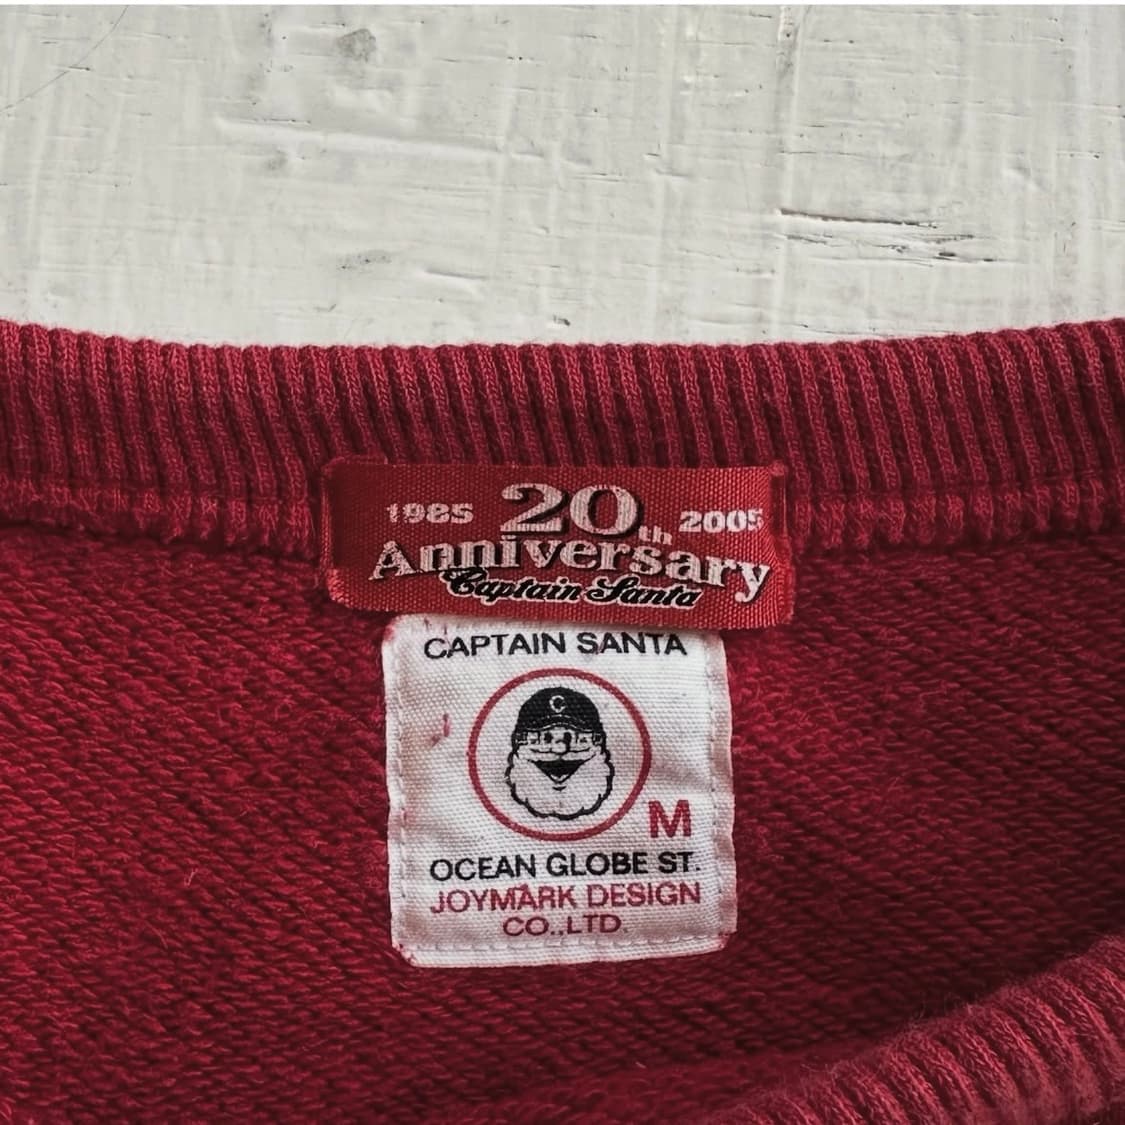 1985 20th 2005
Anniversary
Captain Santa
CAPTAIN SANTA
C
M
OCEAN GLOBE ST.
JOYMARK DESIGN
CO.,LTD.